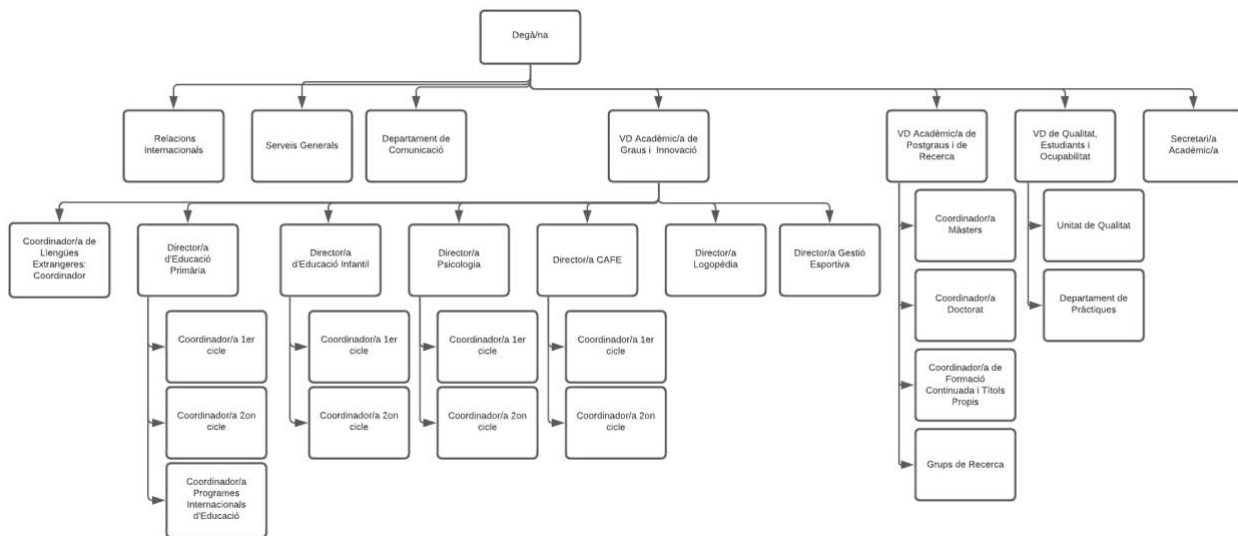 Degà/na
Relacions
Internacionals
Serveis Generals
Departament de
Comunicació
VD Acadèmic/a de
Graus i Innovació
VD Acadèmic/a de
Postgraus i de
Recerca
VD de Qualitat,
Estudiants i
Ocupabilitat
Secretari/a
Acadèmic/a
Coordinador/a de
Llengües
Extrangeres:
Coordinador
Director/a
d'Educació
Primària
Director/a
d'Educació Infantil
Director/a
Psicologia
Director/a CAFE
Director/a
Logopèdia
Director/a Gestió
Esportiva
Coordinador/a
Màsters
Unitat de Qualitat
Coordinador/a
Doctorat
Departament de
Pràctiques
Coordinador/a 1er
cicle
Coordinador/a 1er
cicle
Coordinador/a 1er
cicle
Coordinador/a 1er
cicle
Coordinador/a de
Formació
Continuada i Títols
Propis
Coordinador/a 2on
cicle
Coordinador/a 2on
cicle
Coordinador/a 2on
cicle
Coordinador/a 2on
cicle
Grups de Recerca
Coordinador/a
Programes
Internacionals
d'Educació